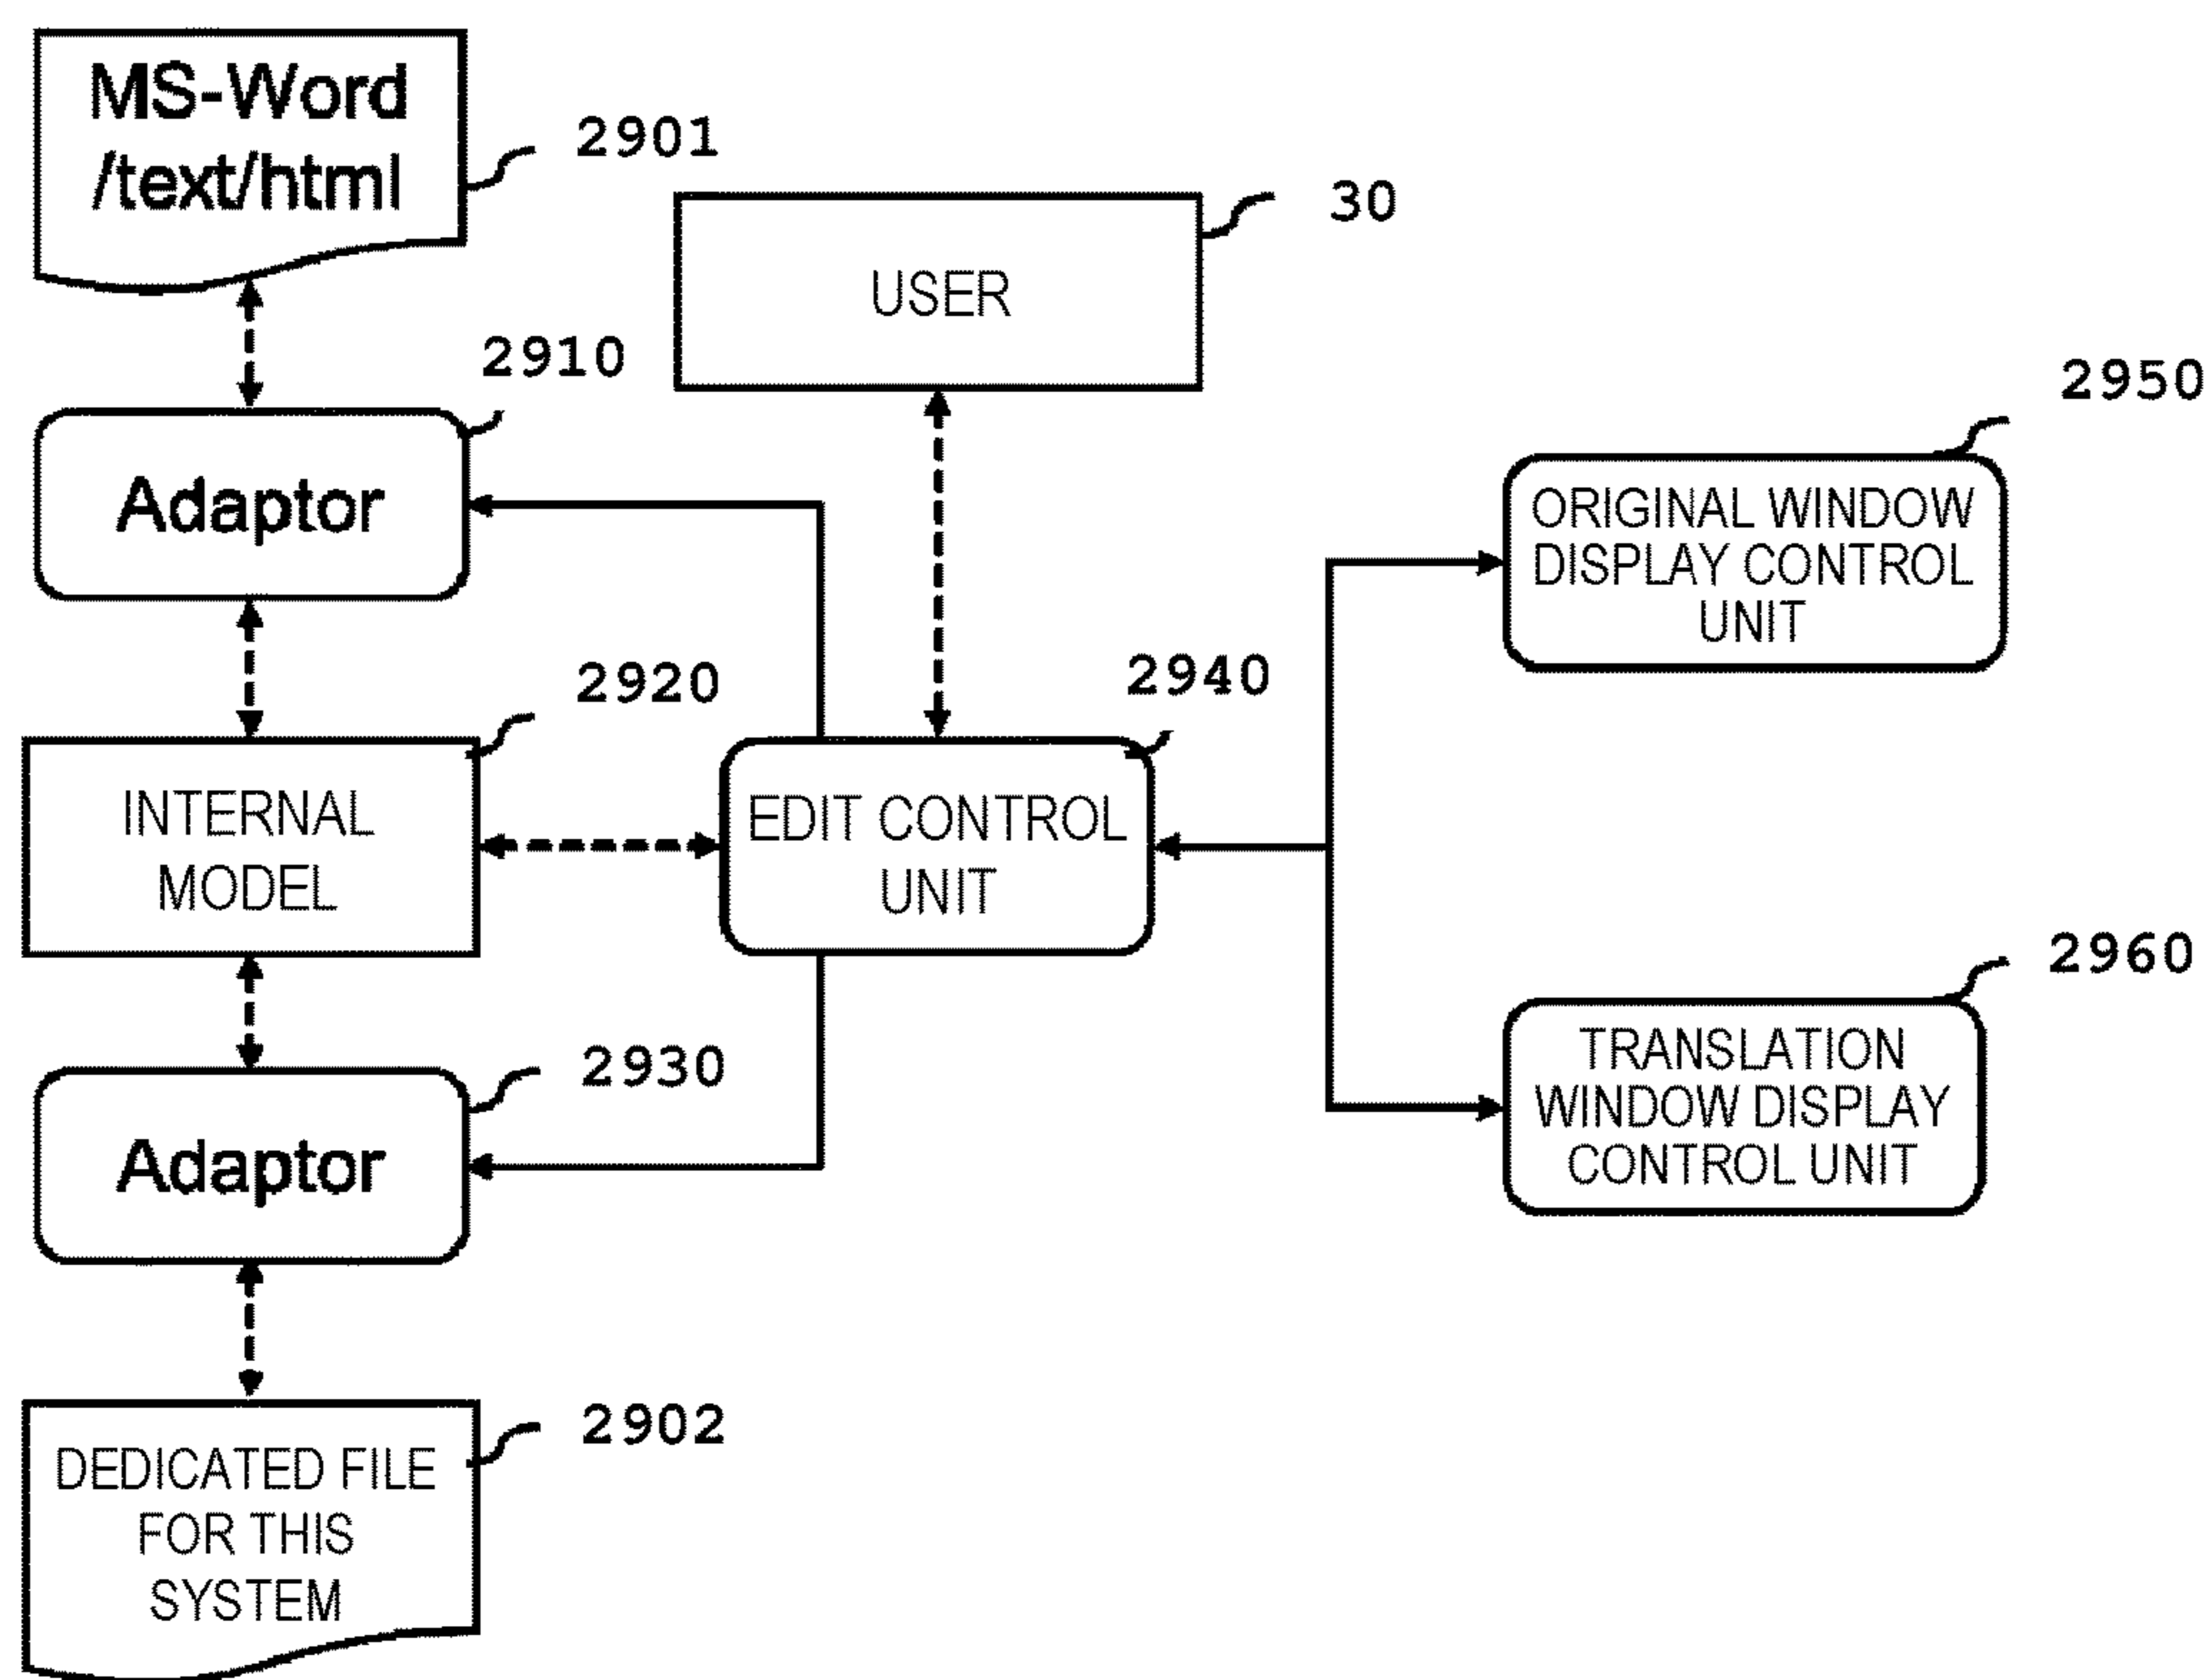 MS-Word
/text/html
2901
30
USER
2910
Adaptor
2950
ORIGINAL WINDOW
DISPLAY CONTROL
UNIT
2920
INTERNAL
MODEL
2940
EDIT CONTROL
UNIT
2960
TRANSLATION
WINDOW DISPLAY
CONTROL UNIT
2930
Adaptor
2902
DEDICATED FILE
FOR THIS
SYSTEM